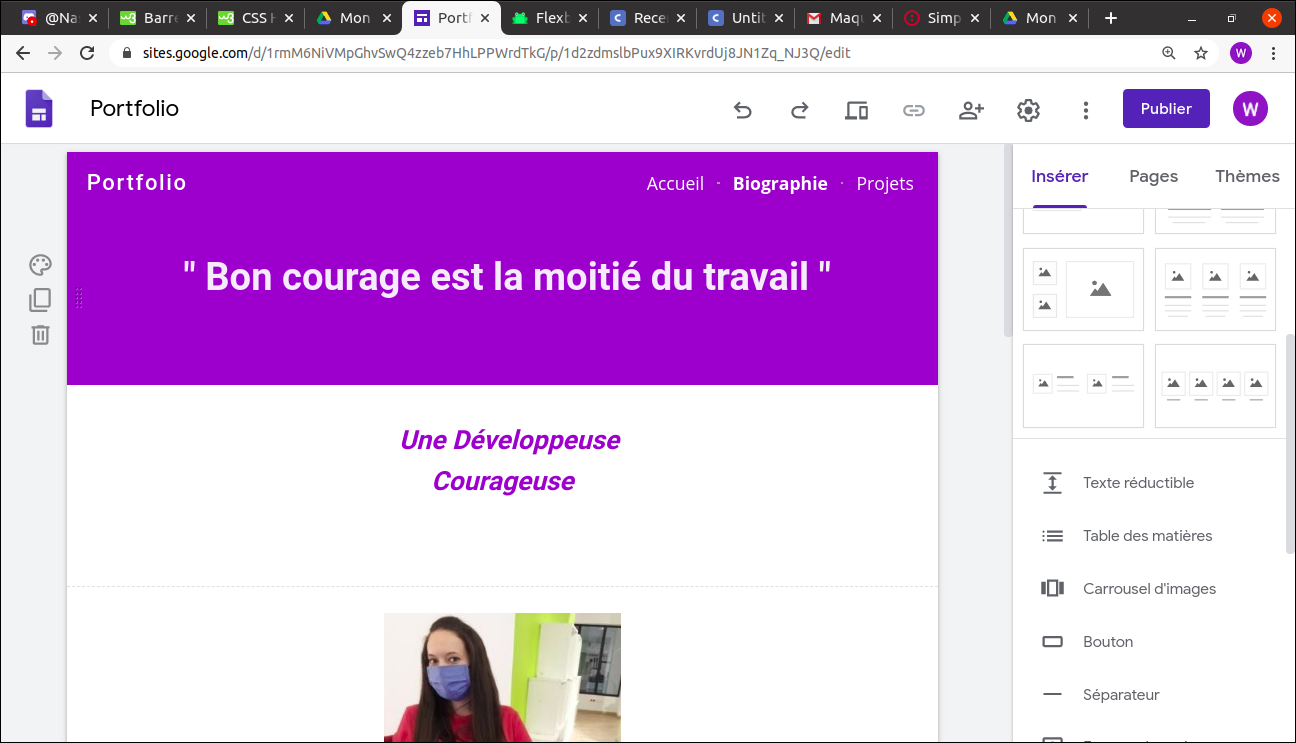 @Na
Barre
CSS H
Mon
Portf
Flexb
Recen
Untit
Maqu
Simp
Mon
sites.google.com/d/1rmM6NiVMpGhvSwQ4zzeb7HhLPPWrdTkG/p/1d2zdmslbPux9XIRKvrdUj8JN1Zq_NJ3Q/edit
W
Portfolio
Publier
W
Portfolio
Accueil · Biographie · Projets
" Bon courage est la moitié du travail "
Une Développeuse
Courageuse
Insérer Pages Thèmes
Texte réductible
Table des matières
Carrousel d'images
Bouton
Séparateur